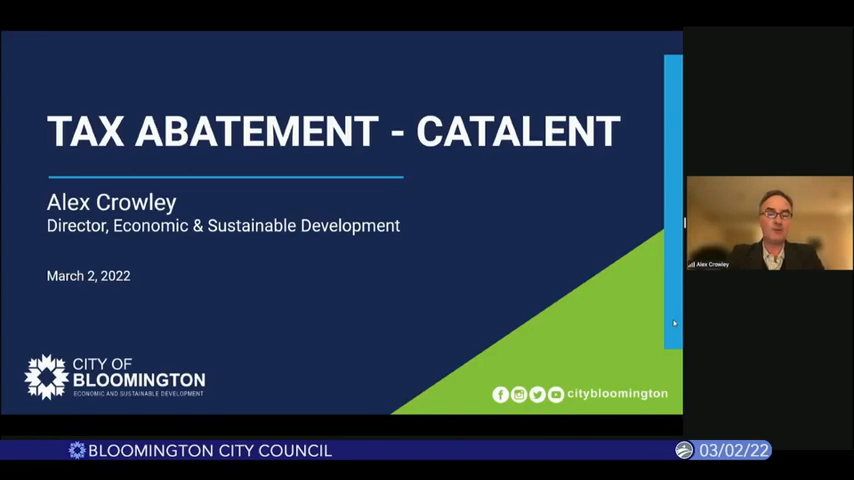 TAX ABATEMENT - CATALENT
Alex Crowley
Director, Economic & Sustainable Development
March 2, 2022
CITY OF
BLOOMINGTON
ECONOMIC AND SUSTAINABLE DEVELOPMENT
citybloomington
Alex Crowley
BLOOMINGTON CITY COUNCIL
03/02/22